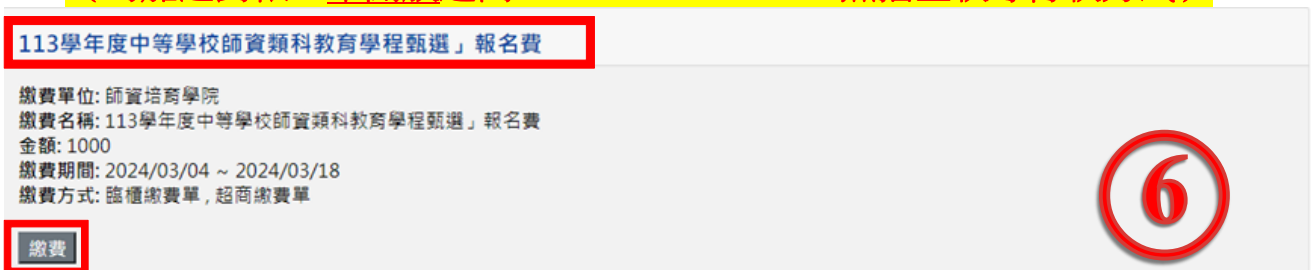 113學年度中等學校師資類科教育學程甄選」報名費
繳費單位: 師資培育學院
繳費名稱: 113學年度中等學校師資類科教育學程甄選」報名費
金額: 1000
繳費期間: 2024/03/04 ~ 2024/03/18
繳費方式: 臨櫃繳費單 , 超商繳費單
6
繳費